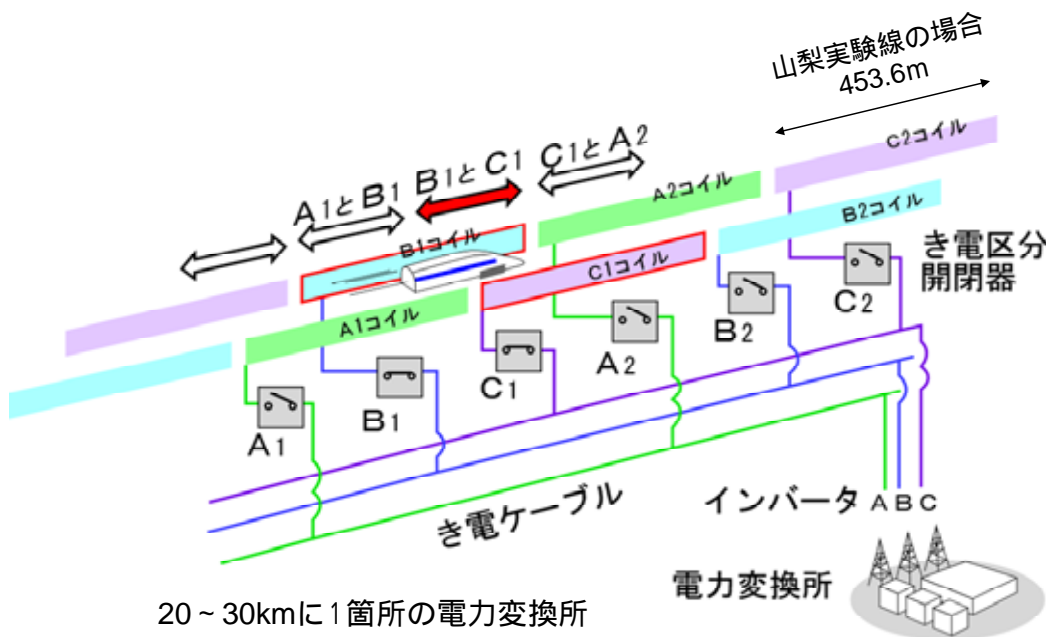 山梨実験線の場合
453.6m
C2コイル
C1とA2
B1とC1
A1とB1
A2コイル
B2コイル
B1コイル
C1コイル
A1コイル
き電区分
開閉器
C2
B2
A2
C1
B1
A1
き電ケーブル
インバータ A B C
電力変換所
20～30kmに1箇所の電力変換所